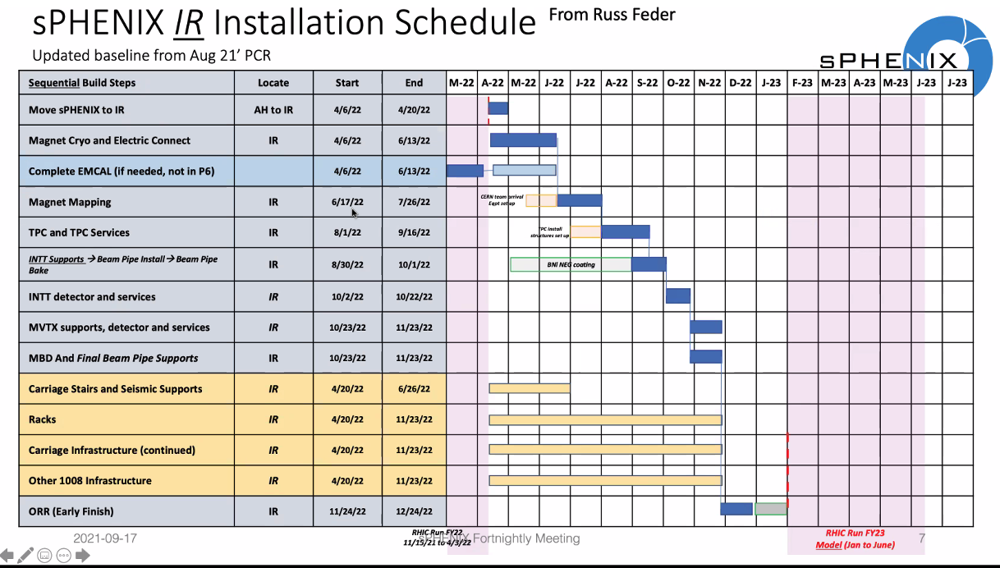 sPHENIX IR Installation Schedule From Russ Feder
Updated baseline from Aug 21’ PCR
sPHENIX
Sequential Build Steps Locate Start End M-22 A-22 M-22 J-22 J-22 A-22 S-22 O-22 N-22 D-22 J-23 F-23 M-23 A-23 M-23 J-23 J-23
Move sPHENIX to IR AH to IR 4/6/22 4/20/22
Magnet Cryo and Electric Connect IR 4/6/22 6/13/22
Complete EMCAL (if needed, not in P6) 4/6/22 6/13/22
Magnet Mapping IR 6/17/22 7/26/22
CERN team arrival
Eqpt set up
TPC and TPC Services IR 8/1/22 9/16/22
TPC install
structures set up
INTT Supports →Beam Pipe Install→Beam Pipe
Bake
IR 8/30/22 10/1/22 BNl NEG coating
INTT detector and services IR 10/2/22 10/22/22
MVTX supports, detector and services IR 10/23/22 11/23/22
MBD And Final Beam Pipe Supports IR 10/23/22 11/23/22
Carriage Stairs and Seismic Supports IR 4/20/22 6/26/22
Racks IR 4/20/22 11/23/22
Carriage Infrastructure (continued) IR 4/20/22 11/23/22
Other 1008 Infrastructure IR 4/20/22 11/23/22
ORR (Early Finish) IR 11/24/22 12/24/22
RHIC Run FY22
11/15/21 to 4/3/22
RHIC Run FY23
Model (Jan to June)
2021-09-17 sPHENIX Fortnightly Meeting 7